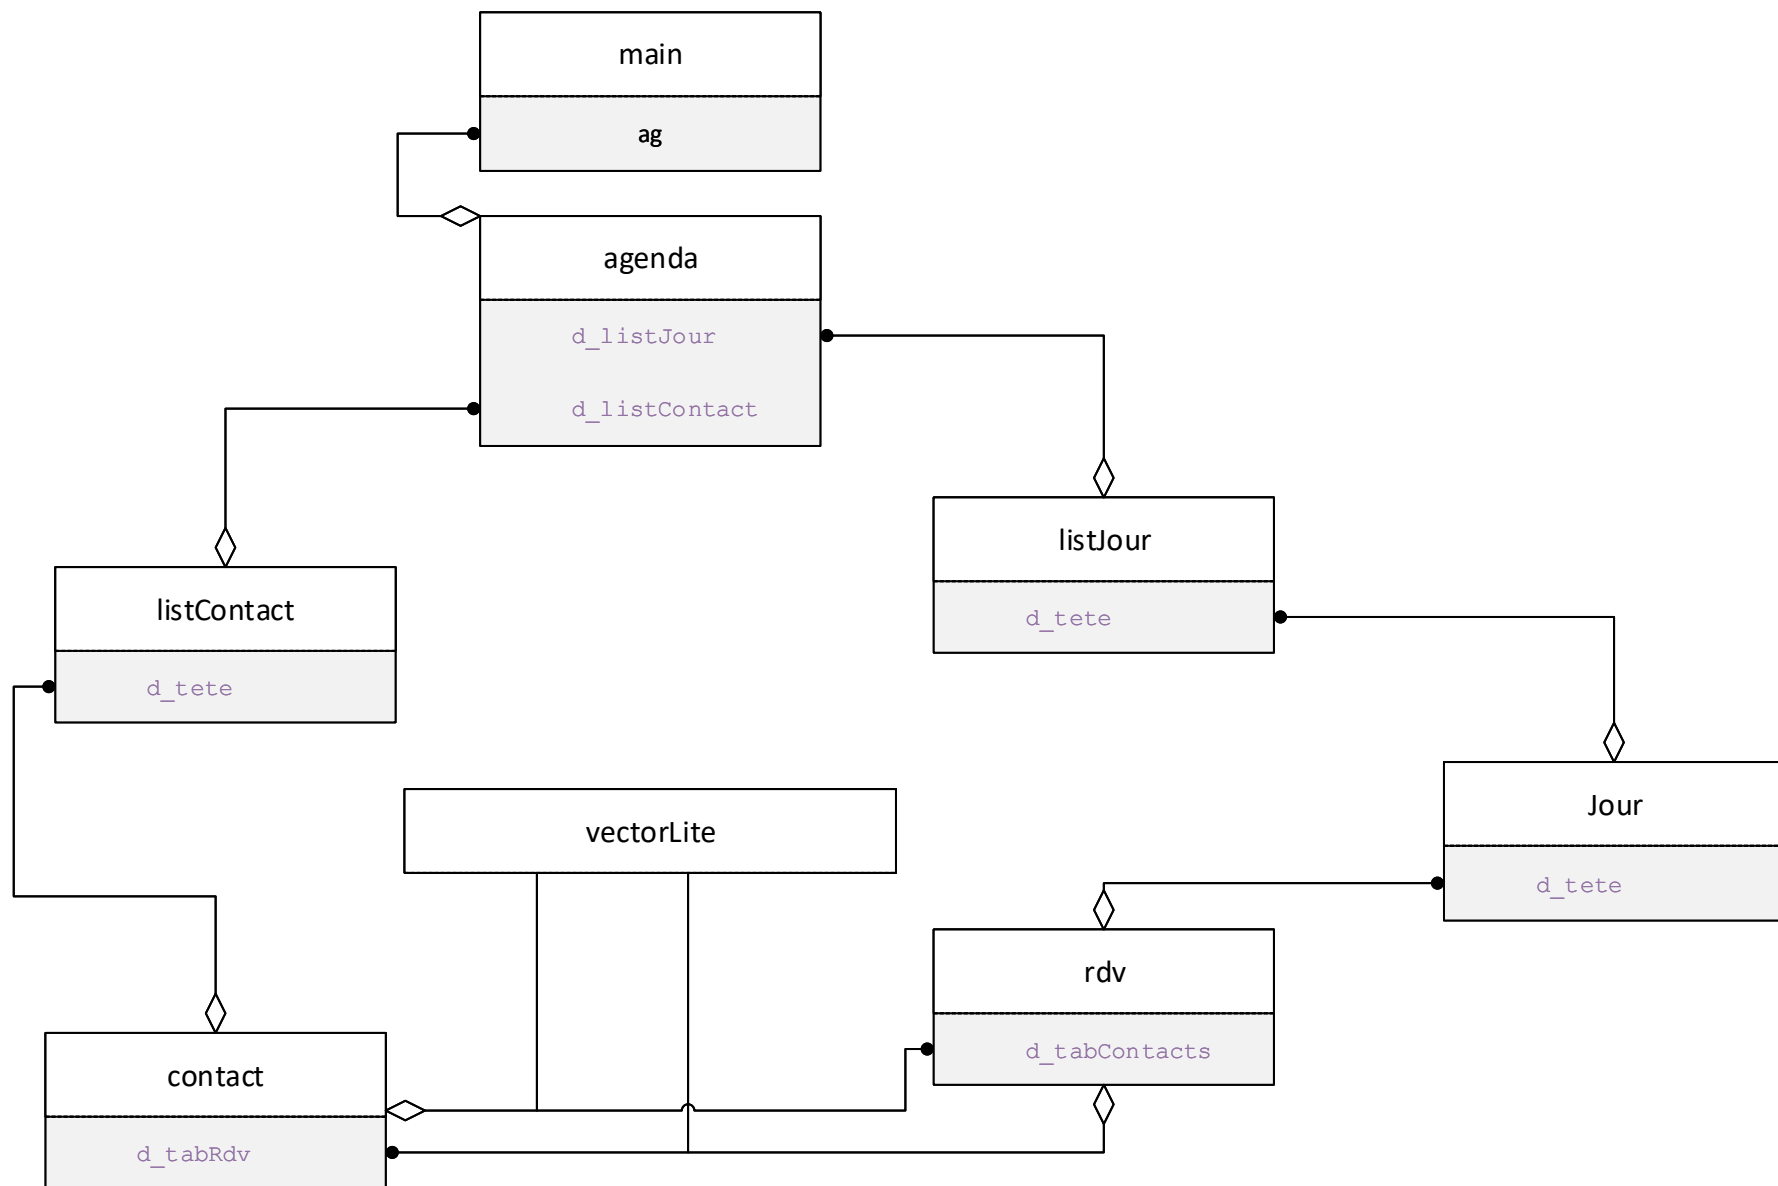 main
ag
agenda
d_listJour
d_listContact
listJour
d_tete
listContact
d_tete
Jour
d_tete
vectorLite
rdv
d_tabContacts
contact
d_tabRdv